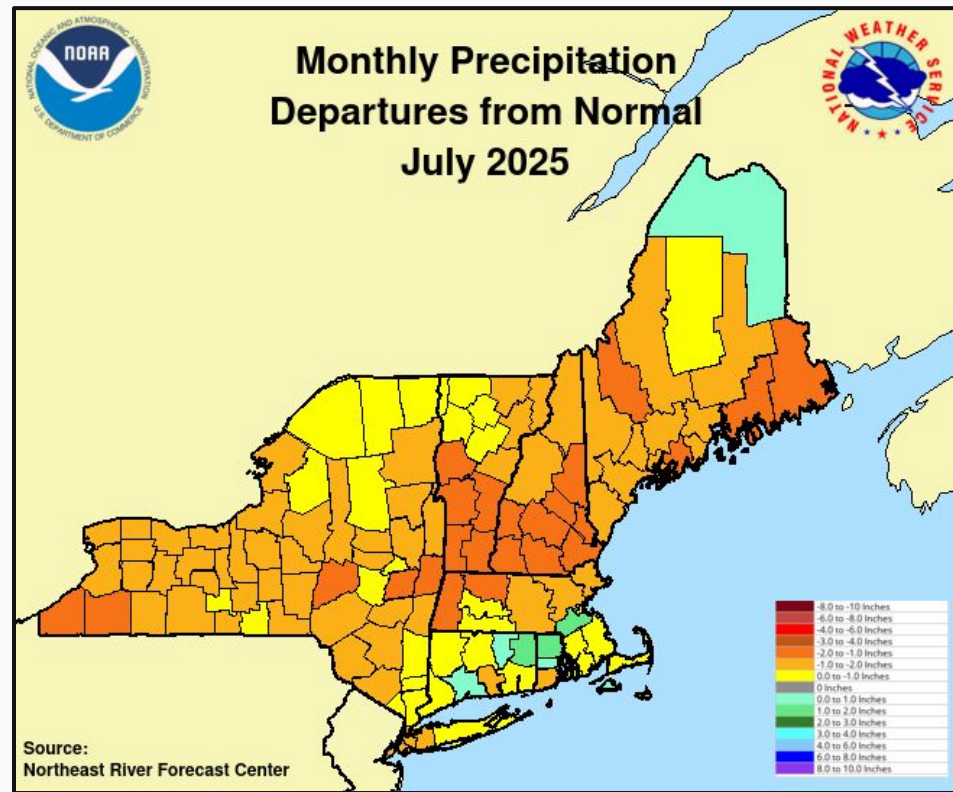 NATIONAL OCEANIC AND ATMOSPHERIC ADMINISTRATION
NOAA
U.S. DEPARTMENT OF COMMERCE
Monthly Precipitation
Departures from Normal
July 2025
NATIONAL WEATHER SERVICE
-8.0 to -10 Inches
-6.0 to -8.0 Inches
-4.0 to -6.0 Inches
-3.0 to -4.0 Inches
-2.0 to -1.0 Inches
-1.0 to -2.0 Inches
0.0 to -1.0 Inches
0 Inches
0.0 to 1.0 Inches
1.0 to 2.0 Inches
2.0 to 3.0 Inches
3.0 to 4.0 Inches
4.0 to 6.0 Inches
6.0 to 8.0 Inches
8.0 to 10.0 Inches
Source:
Northeast River Forecast Center